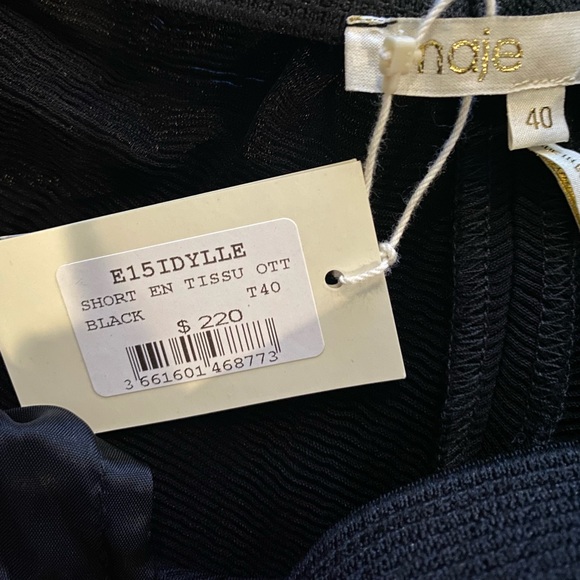 maje
40
E15IDYLLE
SHORT EN TISSU OTT
BLACK T40
$ 220
3 661601 468773